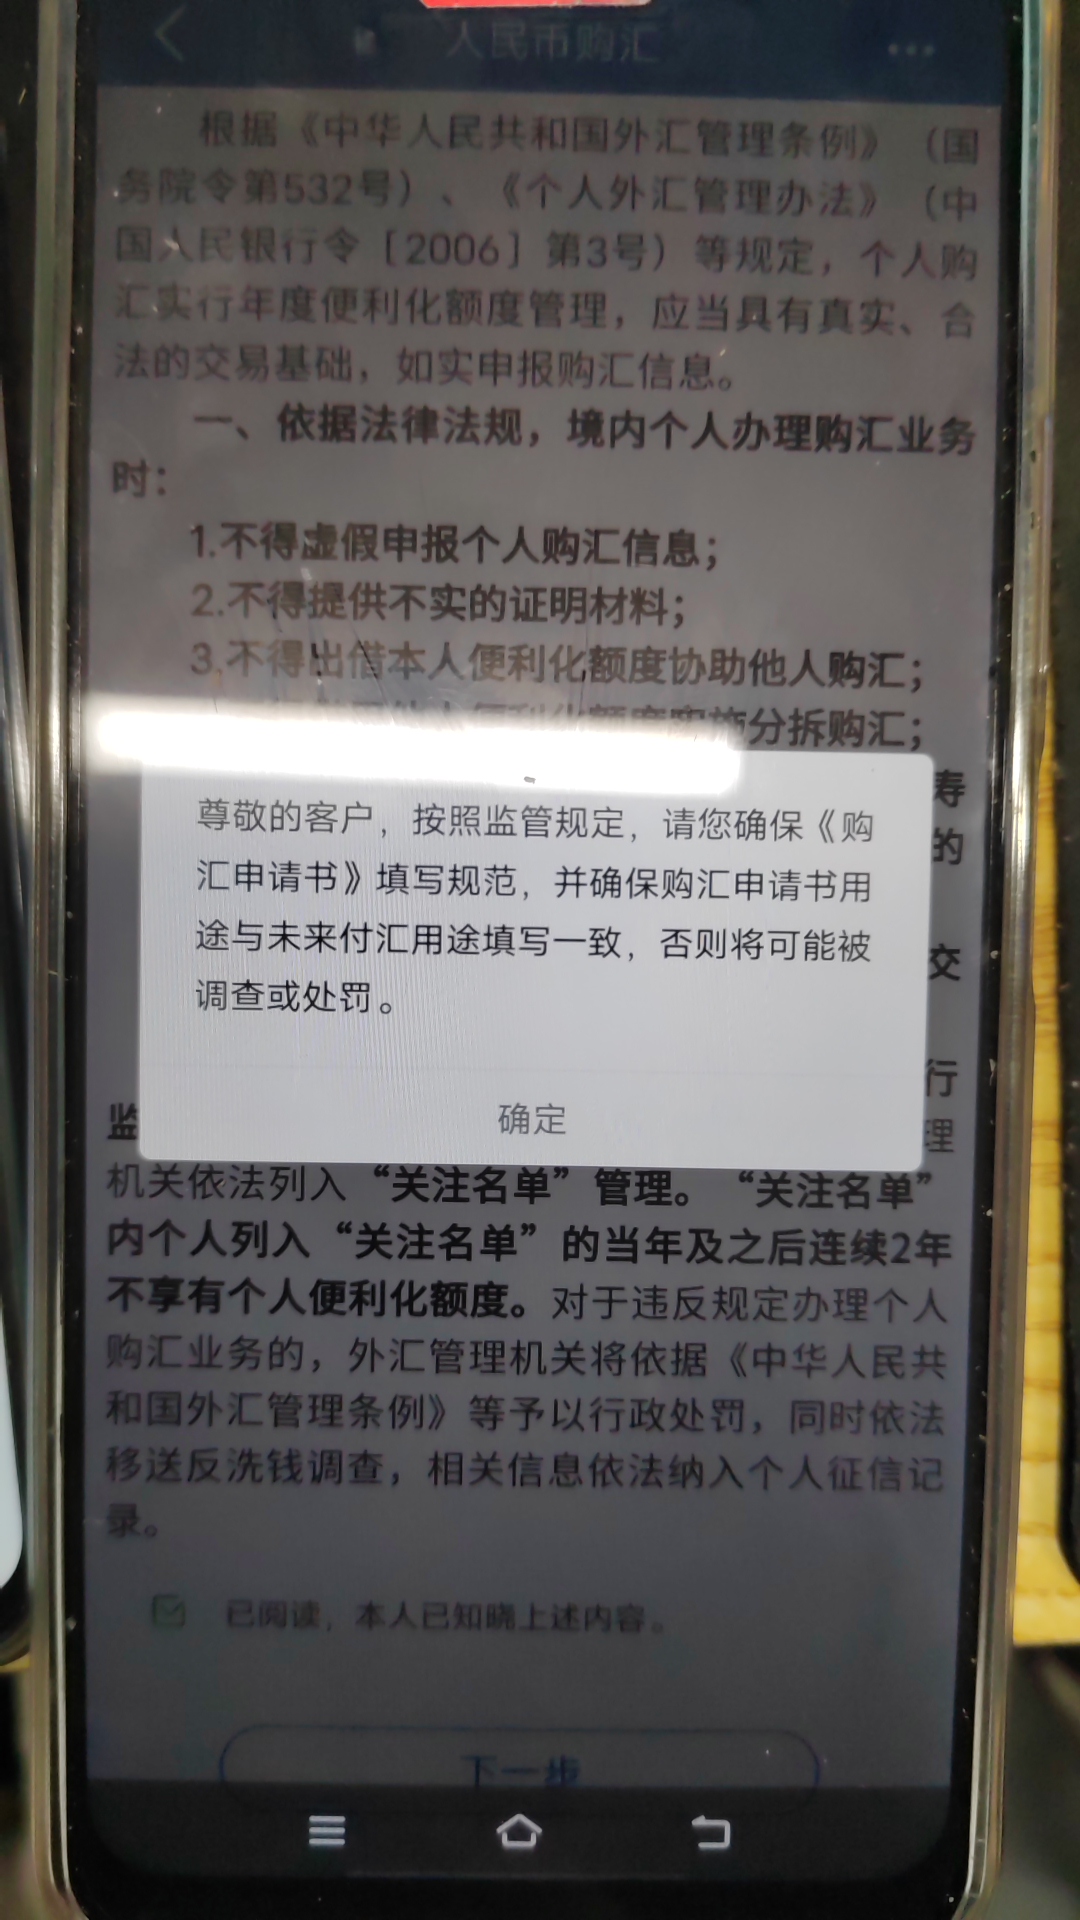 人民币购汇
根据《中华人民共和国外汇管理条例》（国
务院令第532号）、《个人外汇管理办法》（中
国人民银行令［2006］第3号）等规定，个人购
汇实行年度便利化额度管理，应当具有真实、合
法的交易基础，如实申报购汇信息。
一、依据法律法规，境内个人办理购汇业务
时：
1.不得虚假申报个人购汇信息；
2.不得提供不实的证明材料；
3.不得出借本人便利化额度协助他人购汇；
人便利化额度实施分拆购汇；
寿
的
尊敬的客户，按照监管规定，请您确保《购
汇申请书》填写规范，并确保购汇申请书用
途与未来付汇用途填写一致，否则将可能被
调查或处罚。
交
行
确定
监
理
机关依法列入“关注名单”管理。“关注名单”
内个人列入“关注名单”的当年及之后连续2年
不享有个人便利化额度。对于违反规定办理个人
购汇业务的，外汇管理机关将依据《中华人民共
和国外汇管理条例》等予以行政处罚，同时依法
移送反洗钱调查，相关信息依法纳入个人征信记
录。
已阅读，本人已知晓上述内容。
下一步